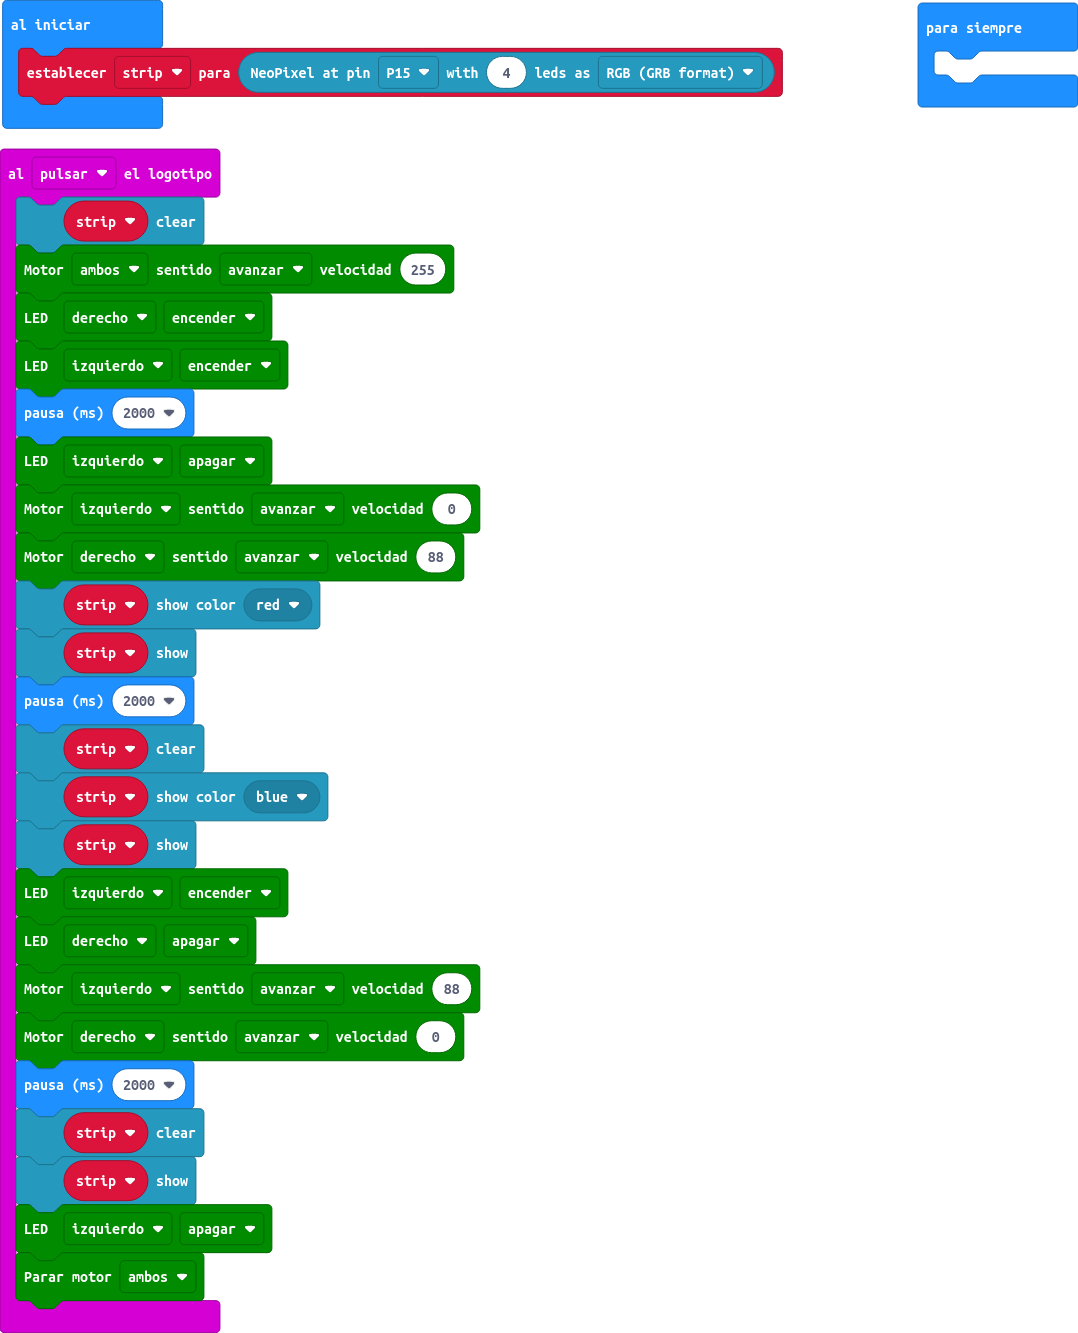 al iniciar
establecer strip para NeoPixel at pin P15 with 4 leds as RGB (GRB format)
para siempre
al pulsar el logotipo
strip clear
Motor ambos sentido avanzar velocidad 255
LED derecho encender
LED izquierdo encender
pausa (ms) 2000
LED izquierdo apagar
Motor izquierdo sentido avanzar velocidad 0
Motor derecho sentido avanzar velocidad 88
strip show color red
strip show
pausa (ms) 2000
strip clear
strip show color blue
strip show
LED izquierdo encender
LED derecho apagar
Motor izquierdo sentido avanzar velocidad 88
Motor derecho sentido avanzar velocidad 0
pausa (ms) 2000
strip clear
strip show
LED izquierdo apagar
Parar motor ambos